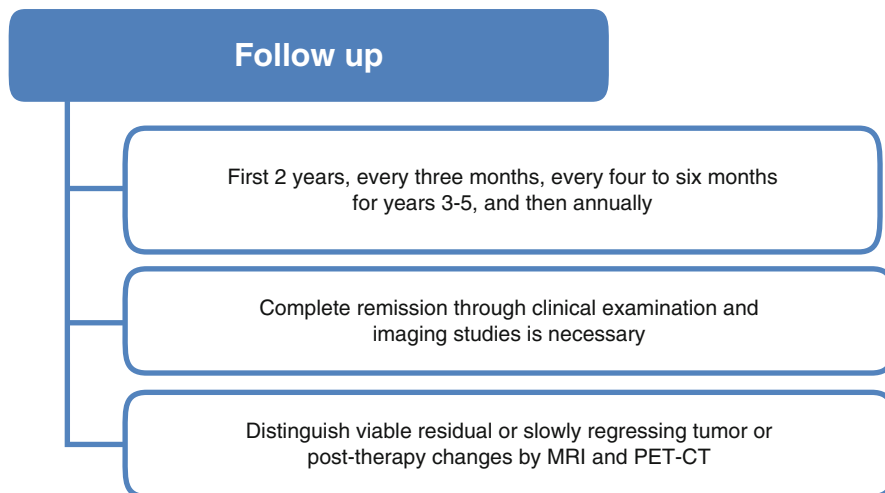 Follow up
First 2 years, every three months, every four to six months
for years 3-5, and then annually
Complete remission through clinical examination and
imaging studies is necessary
Distinguish viable residual or slowly regressing tumor or
post-therapy changes by MRI and PET-CT